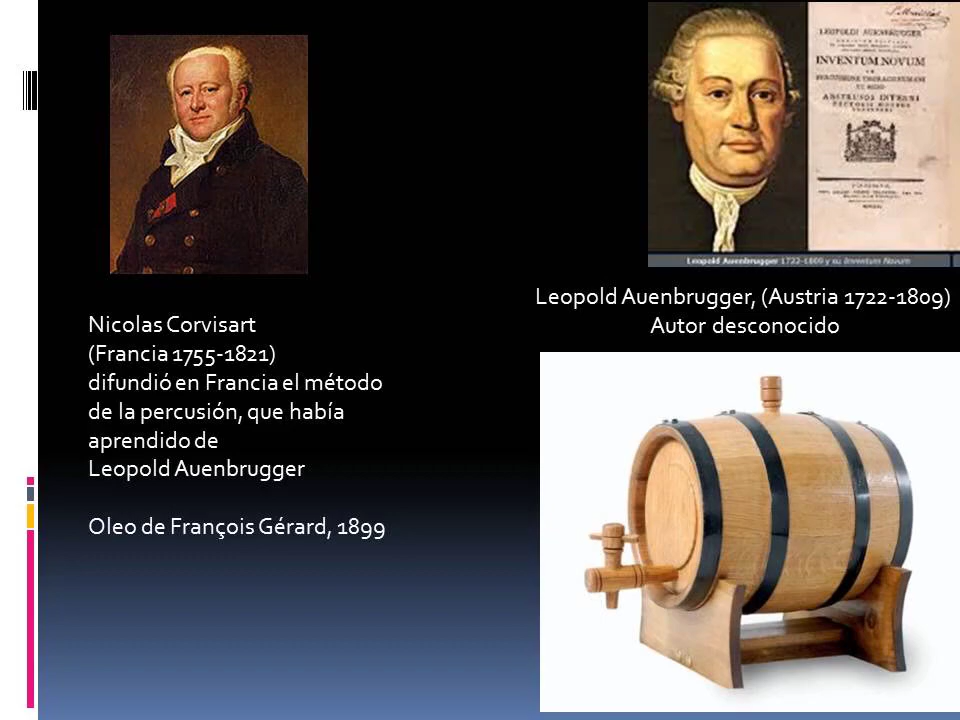 Nicolas Corvisart
(Francia 1755-1821)
difundió en Francia el método
de la percusión, que había
aprendido de
Leopold Auenbrugger
Oleo de François Gérard, 1899
LEOPOLDI AUENBRUGGER
INVENTUM NOVUM
EX
PERCUSSIONE THORACIS HUMANI
UT SIGNO
ABSTRUSOS INTERNI
PECTORIS MORBOS
Leopold Auenbrugger 1722-1809 y su Inventum Novum
Leopold Auenbrugger, (Austria 1722-1809)
Autor desconocido